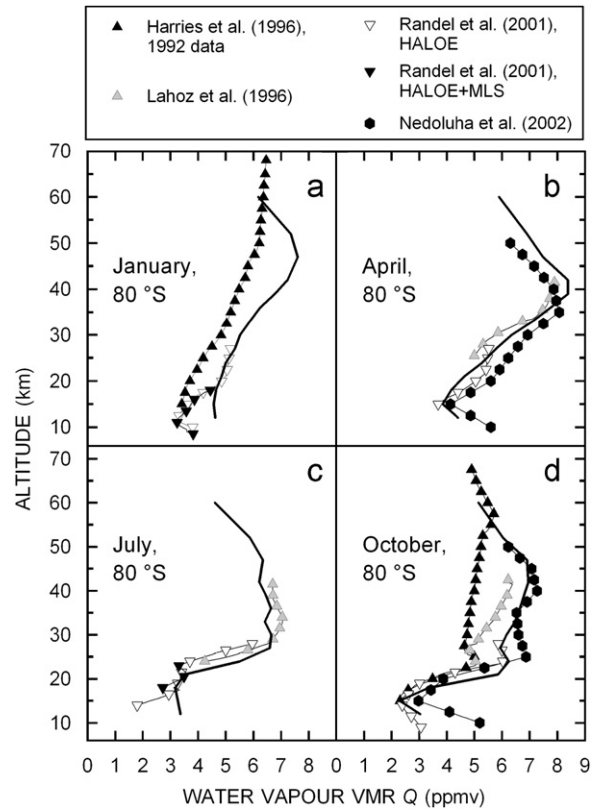 Harries et al. (1996),
1992 data
Lahoz et al. (1996)
Randel et al. (2001),
HALOE
Randel et al. (2001),
HALOE+MLS
Nedoluha et al. (2002)
70
60
50
40
30
20
10
a
January,
80 °S
b
April,
80 °S
ALTITUDE (km)
70
60
50
40
30
20
10
c
July,
80 °S
d
October,
80 °S
0 1 2 3 4 5 6 7 8 0 1 2 3 4 5 6 7 8 9
WATER VAPOUR VMR Q (ppmv)